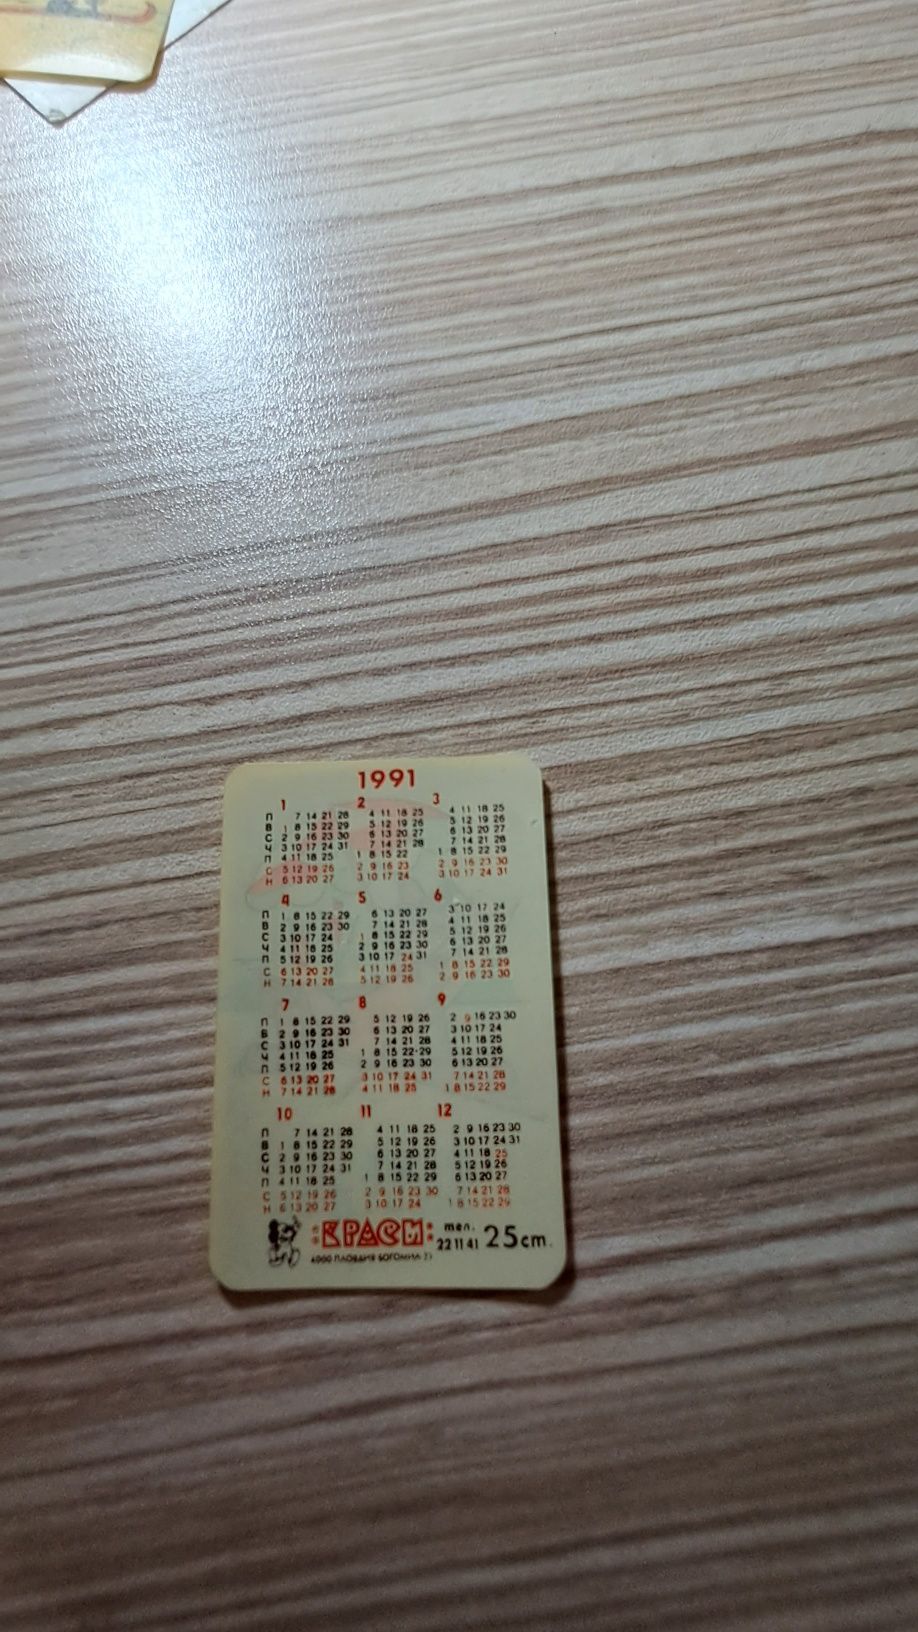 1991
1 2 3
П 7 14 21 28 4 11 18 25 4 11 18 25
В 1 8 15 22 29 5 12 19 26 5 12 19 26
С 2 9 16 23 30 6 13 20 27 6 13 20 27
Ч 3 10 17 24 31 7 14 21 28 7 14 21 28
П 4 11 18 25 1 8 15 22 1 8 15 22 29
С 5 12 19 26 2 9 16 23 2 9 16 23 30
Н 6 13 20 27 3 10 17 24 3 10 17 24 31
4 5 6
П 1 8 15 22 29 6 13 20 27 3 10 17 24
В 2 9 16 23 30 7 14 21 28 4 11 18 25
С 3 10 17 24 1 8 15 22 29 5 12 19 26
Ч 4 11 18 25 2 9 16 23 30 6 13 20 27
П 5 12 19 26 3 10 17 24 31 7 14 21 28
С 6 13 20 27 4 11 18 25 1 8 15 22 29
Н 7 14 21 28 5 12 19 26 2 9 16 23 30
7 8 9
П 1 8 15 22 29 5 12 19 26 2 9 16 23 30
В 2 9 16 23 30 6 13 20 27 3 10 17 24
С 3 10 17 24 31 7 14 21 28 4 11 18 25
Ч 4 11 18 25 1 8 15 22 29 5 12 19 26
П 5 12 19 26 2 9 16 23 30 6 13 20 27
С 6 13 20 27 3 10 17 24 31 7 14 21 28
Н 7 14 21 28 4 11 18 25 1 8 15 22 29
10 11 12
П 7 14 21 28 4 11 18 25 2 9 16 23 30
В 1 8 15 22 29 5 12 19 26 3 10 17 24 31
С 2 9 16 23 30 6 13 20 27 4 11 18 25
Ч 3 10 17 24 31 7 14 21 28 5 12 19 26
П 4 11 18 25 1 8 15 22 29 6 13 20 27
С 5 12 19 26 2 9 16 23 30 7 14 21 28
Н 6 13 20 27 3 10 17 24 1 8 15 22 29
КРАСИ тел. 22 11 41 25 ст.
4000 ПЛОВДИВ БОГОМИЛ